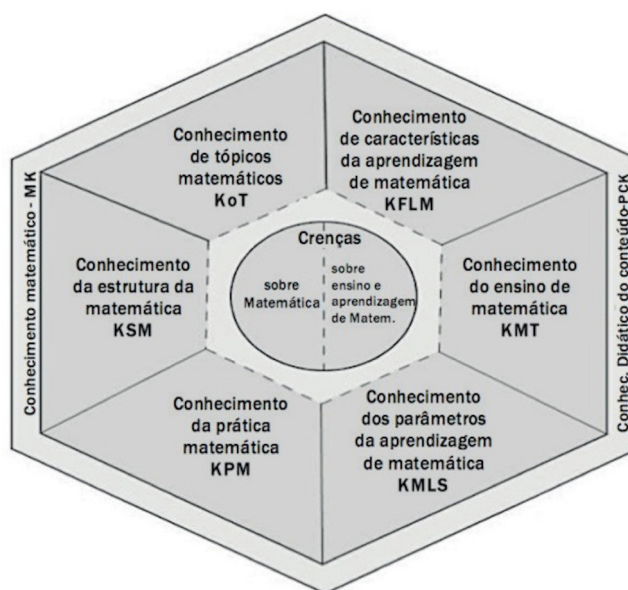 Conhecimento
de tópicos
matemáticos
KoT
Conhecimento
de características
da aprendizagem
de matemática
KFLM
Conhecimento matemático - MK
Conhecimento
da estrutura da
matemática
KSM
Crenças
sobre
Matemática
sobre
ensino e
aprendizagem
de Matem.
Conhecimento
do ensino de
matemática
KMT
Conhec. Didático do conteúdo-PCK
Conhecimento
da prática
matemática
KPM
Conhecimento
dos parâmetros
da aprendizagem
de matemática
KMLS